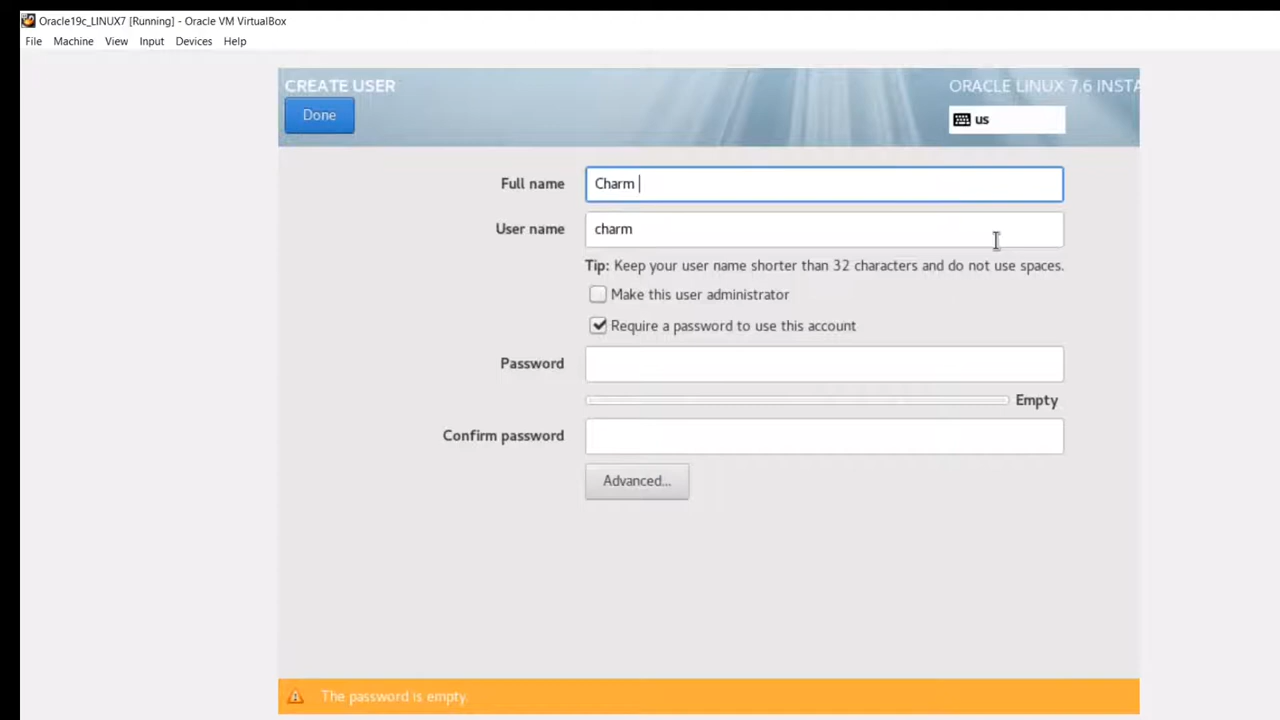 Oracle19c_LINUX7 [Running] - Oracle VM VirtualBox
File Machine View Input Devices Help
CREATE USER
ORACLE LINUX 7.6 INSTA
Done
us
Full name
Charm
User name
charm
Tip: Keep your user name shorter than 32 characters and do not use spaces.
Make this user administrator
Require a password to use this account
Password
Empty
Confirm password
Advanced...
The password is empty.